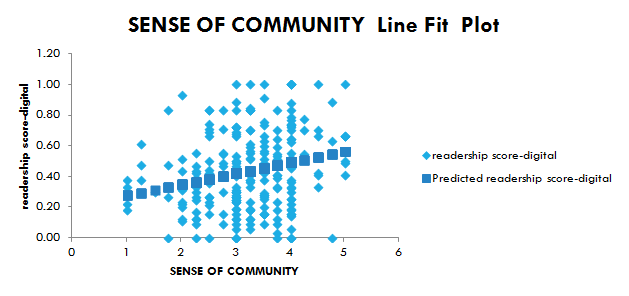 SENSE OF COMMUNITY Line Fit Plot
readership score-digital
1.20
1.00
0.80
0.60
0.40
0.20
0.00
0 1 2 3 4 5 6
SENSE OF COMMUNITY
readership score-digital
Predicted readership score-digital